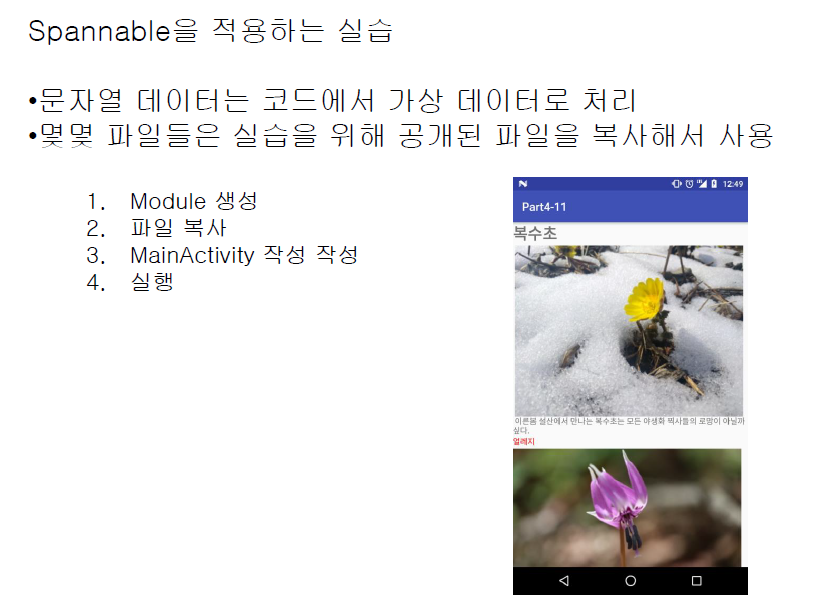 Spannable을 적용하는 실습
•문자열 데이터는 코드에서 가상 데이터로 처리
•몇몇 파일들은 실습을 위해 공개된 파일을 복사해서 사용
1. Module 생성
2. 파일 복사
3. MainActivity 작성 작성
4. 실행
12:49
Part4-11
복수초
이른봄 설산에서 만나는 복수초는 모든 야생화 찍사들의 로망이 아닐까
싶다.
얼레지